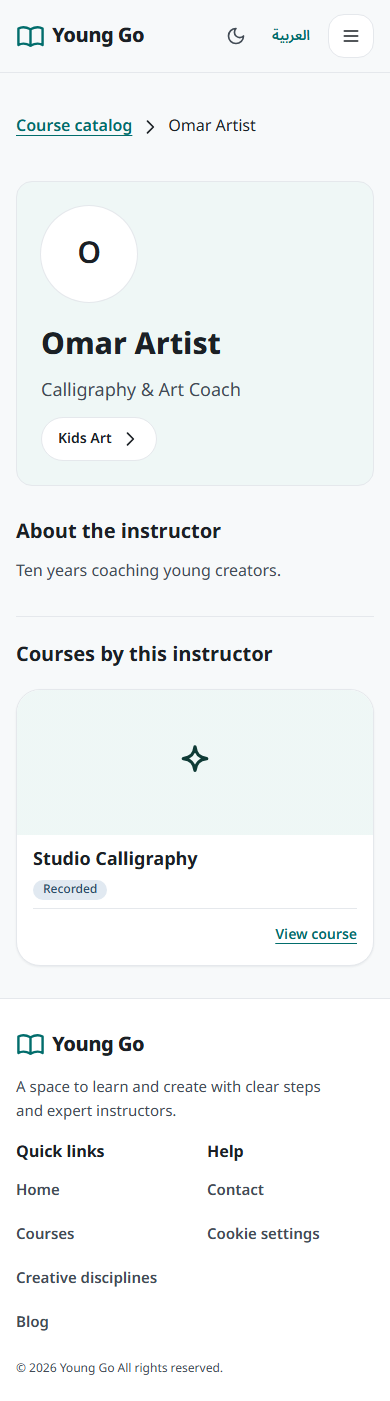 Young Go
العربية
Course catalog
Omar Artist
O
Omar Artist
Calligraphy & Art Coach
Kids Art
About the instructor
Ten years coaching young creators.
Courses by this instructor
Studio Calligraphy
Recorded
View course
Young Go
A space to learn and create with clear steps
and expert instructors.
Quick links
Home
Courses
Creative disciplines
Blog
Help
Contact
Cookie settings
© 2026 Young Go All rights reserved.